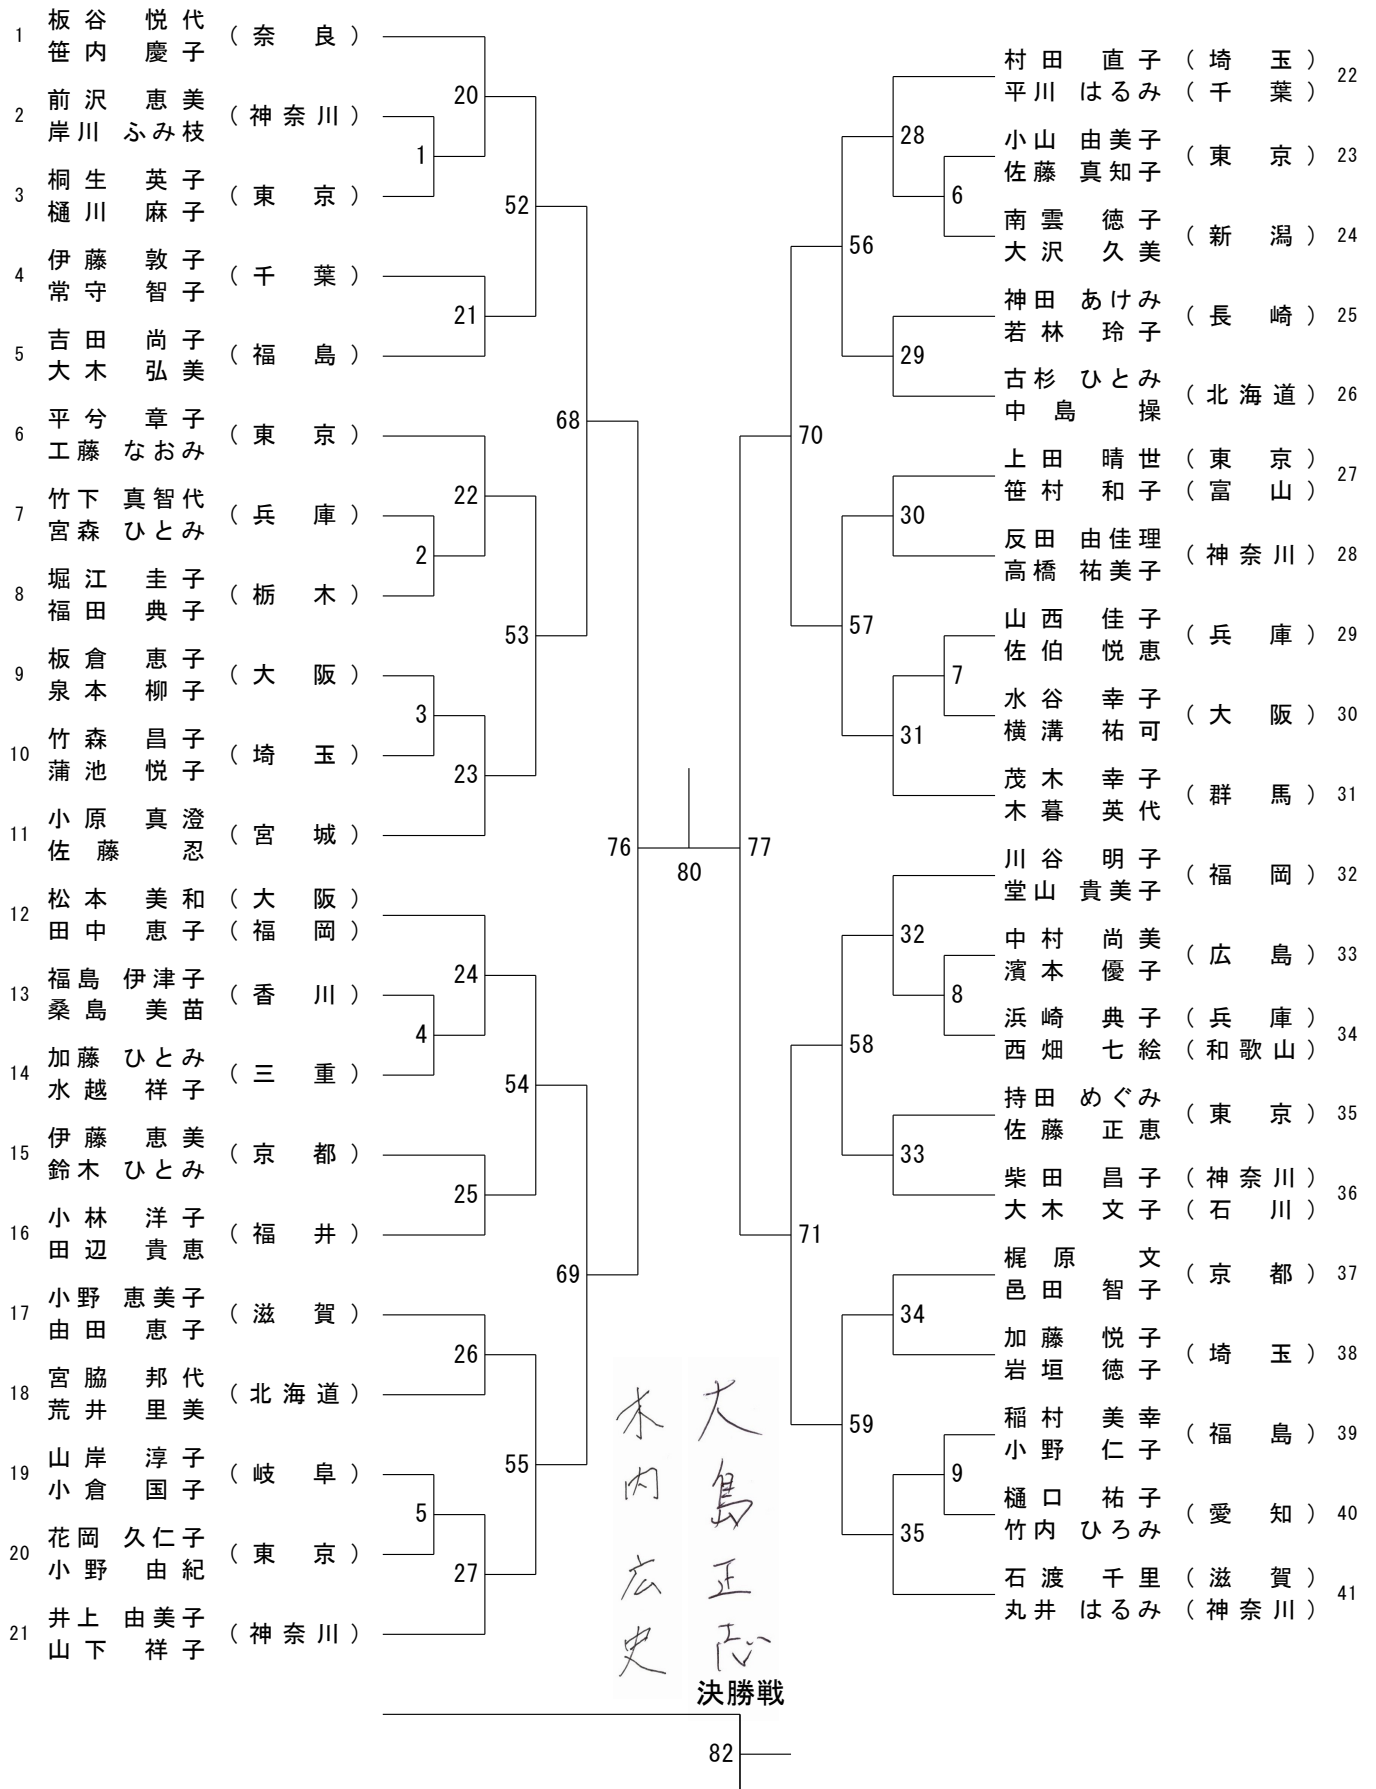 1 板谷 悦代 (奈良)
笹内 慶子
2 前沢 恵美 (神奈川)
岸川 ふみ枝
3 桐生 英子 (東京)
樋川 麻子
4 伊藤 敦子 (千葉)
常守 智子
5 吉田 尚子 (福島)
大木 弘美
6 平兮 章子 (東京)
工藤 なおみ
7 竹下 真智代 (兵庫)
宮森 ひとみ
8 堀江 圭子 (栃木)
福田 典子
9 板倉 恵子 (大阪)
泉本 柳子
10 竹森 昌子 (埼玉)
蒲池 悦子
11 小原 真澄 (宮城)
佐藤 忍
12 松本 美和 (大阪)
田中 恵子 (福岡)
13 福島 伊津子 (香川)
桑島 美苗
14 加藤 ひとみ (三重)
水越 祥子
15 伊藤 恵美 (京都)
鈴木 ひとみ
16 小林 洋子 (福井)
田辺 貴恵
17 小野 恵美子 (滋賀)
由田 恵子
18 宮脇 邦代 (北海道)
荒井 里美
19 山岸 淳子 (岐阜)
小倉 国子
20 花岡 久仁子 (東京)
小野 由紀
21 井上 由美子 (神奈川)
山下 祥子
20
1
52
21
68
22
2
53
3
23
76
80
77
24
4
54
25
69
26
55
5
27
村田 直子 (埼玉) 22
平川 はるみ (千葉)
小山 由美子 (東京) 23
佐藤 真知子
南雲 徳子 (新潟) 24
大沢 久美
神田 あけみ (長崎) 25
若林 玲子
古杉 ひとみ (北海道) 26
中島 操
上田 晴世 (東京) 27
笹村 和子 (富山)
反田 由佳理 (神奈川) 28
高橋 祐美子
山西 佳子 (兵庫) 29
佐伯 悦恵
水谷 幸子 (大阪) 30
横溝 祐可
茂木 幸子 (群馬) 31
木暮 英代
川谷 明子 (福岡) 32
堂山 貴美子
中村 尚美 (広島) 33
濱本 優子
浜崎 典子 (兵庫) 34
西畑 七絵 (和歌山)
持田 めぐみ (東京) 35
佐藤 正恵
柴田 昌子 (神奈川) 36
大木 文子 (石川)
梶原 文 (京都) 37
邑田 智子
加藤 悦子 (埼玉) 38
岩垣 徳子
稲村 美幸 (福島) 39
小野 仁子
樋口 祐子 (愛知) 40
竹内 ひろみ
石渡 千里 (滋賀) 41
丸井 はるみ (神奈川)
28
6
56
29
70
30
57
7
31
32
8
58
33
71
34
59
9
35
大島正志
木内広史
決勝戦
82